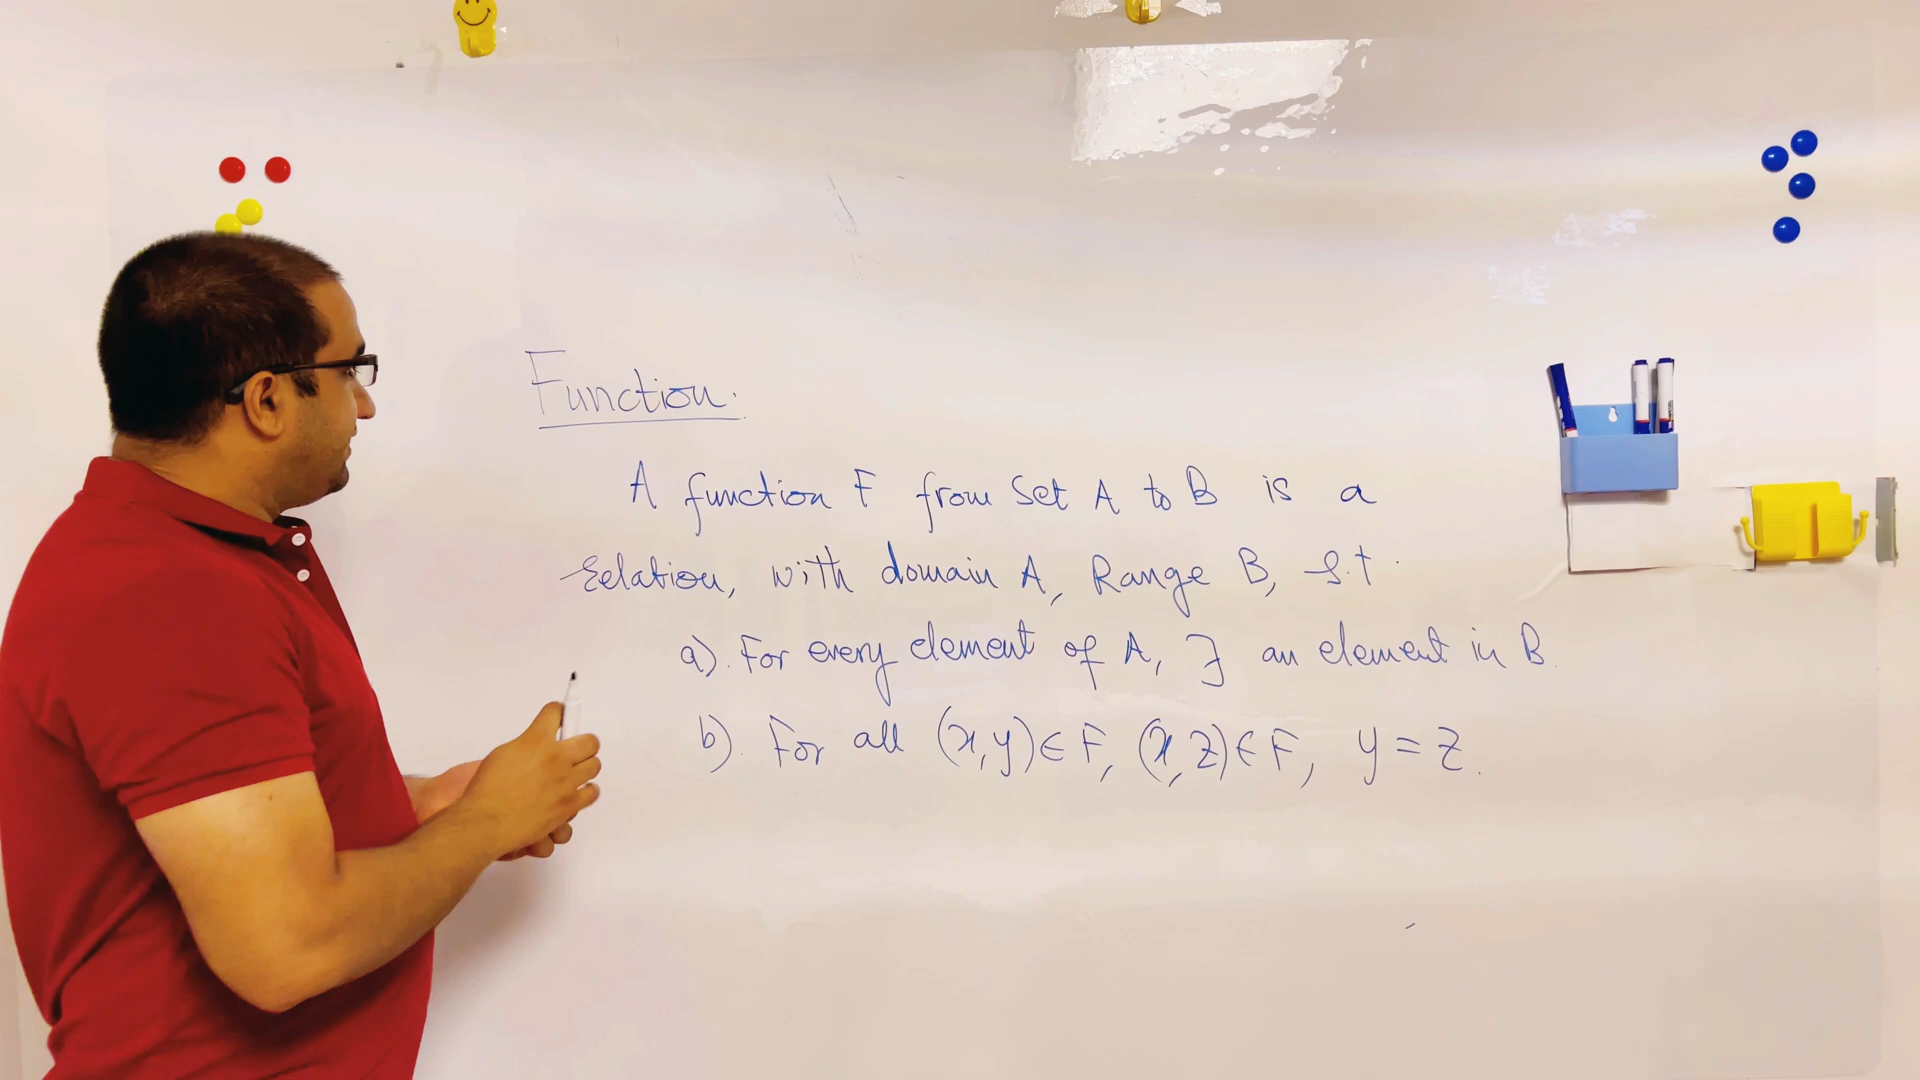 Function.
A function F from Set A to B is a
relation, with domain A, Range B, s.t.
a). For every element of A, ∃ an element in B.
b). For all (x,y)∈F, (x,z)∈F, y = z.